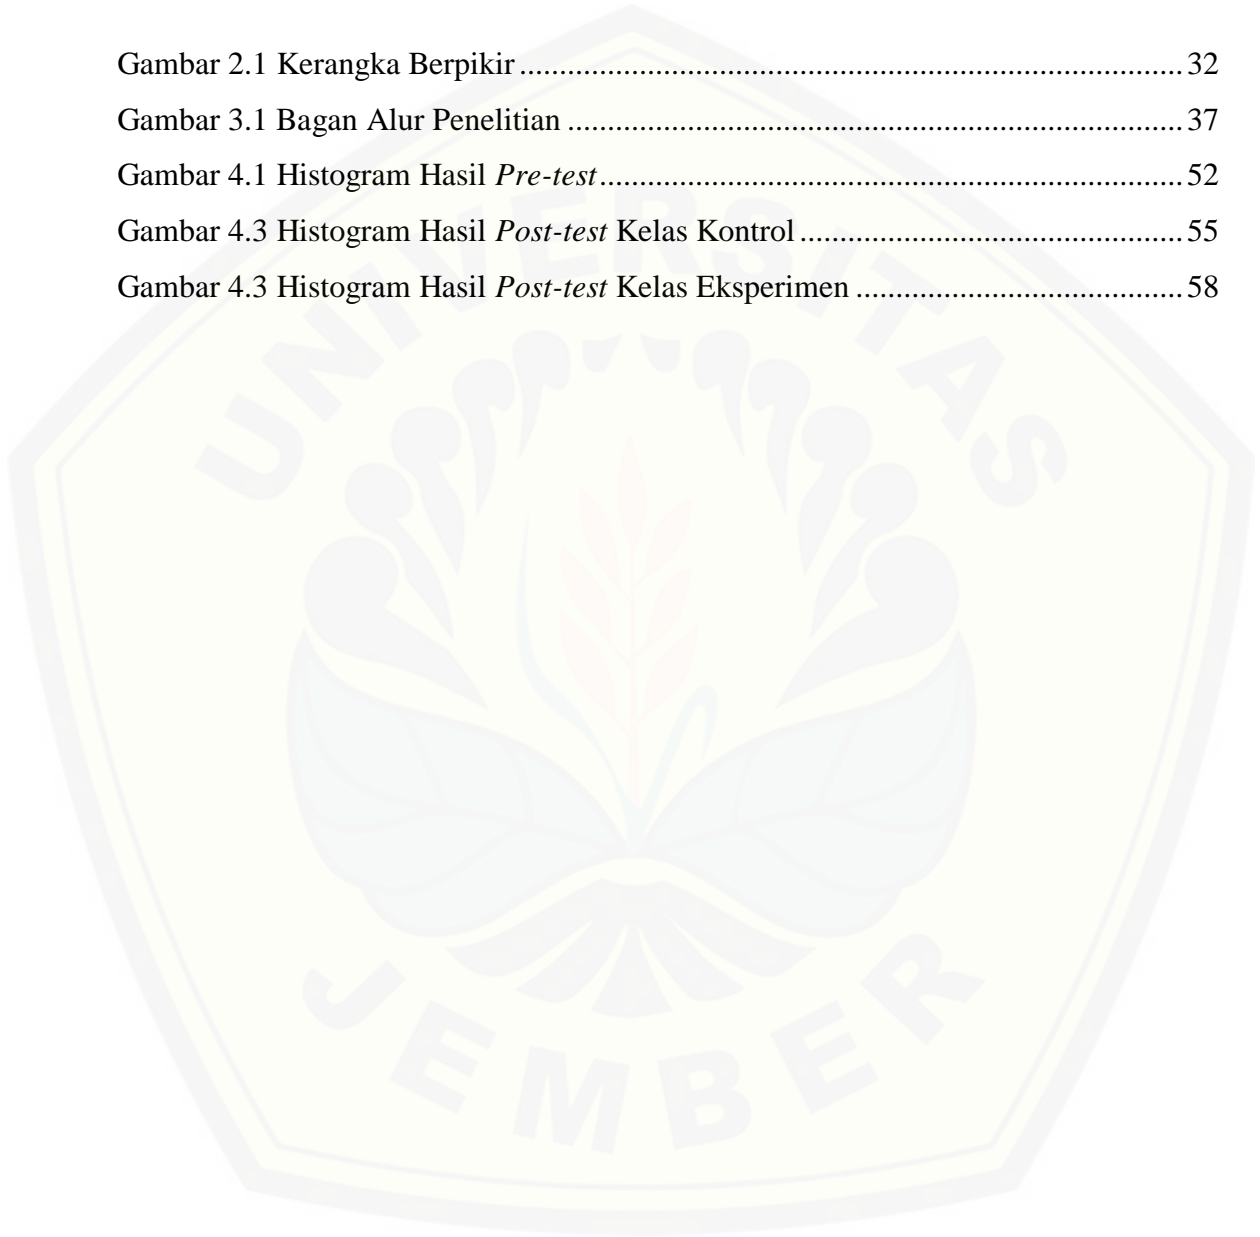 Gambar 2.1 Kerangka Berpikir ................................................................................ 32
Gambar 3.1 Bagan Alur Penelitian .......................................................................... 37
Gambar 4.1 Histogram Hasil Pre-test ...................................................................... 52
Gambar 4.3 Histogram Hasil Post-test Kelas Kontrol .............................................. 55
Gambar 4.3 Histogram Hasil Post-test Kelas Eksperimen ....................................... 58
UNIVERSITAS
JEMBER